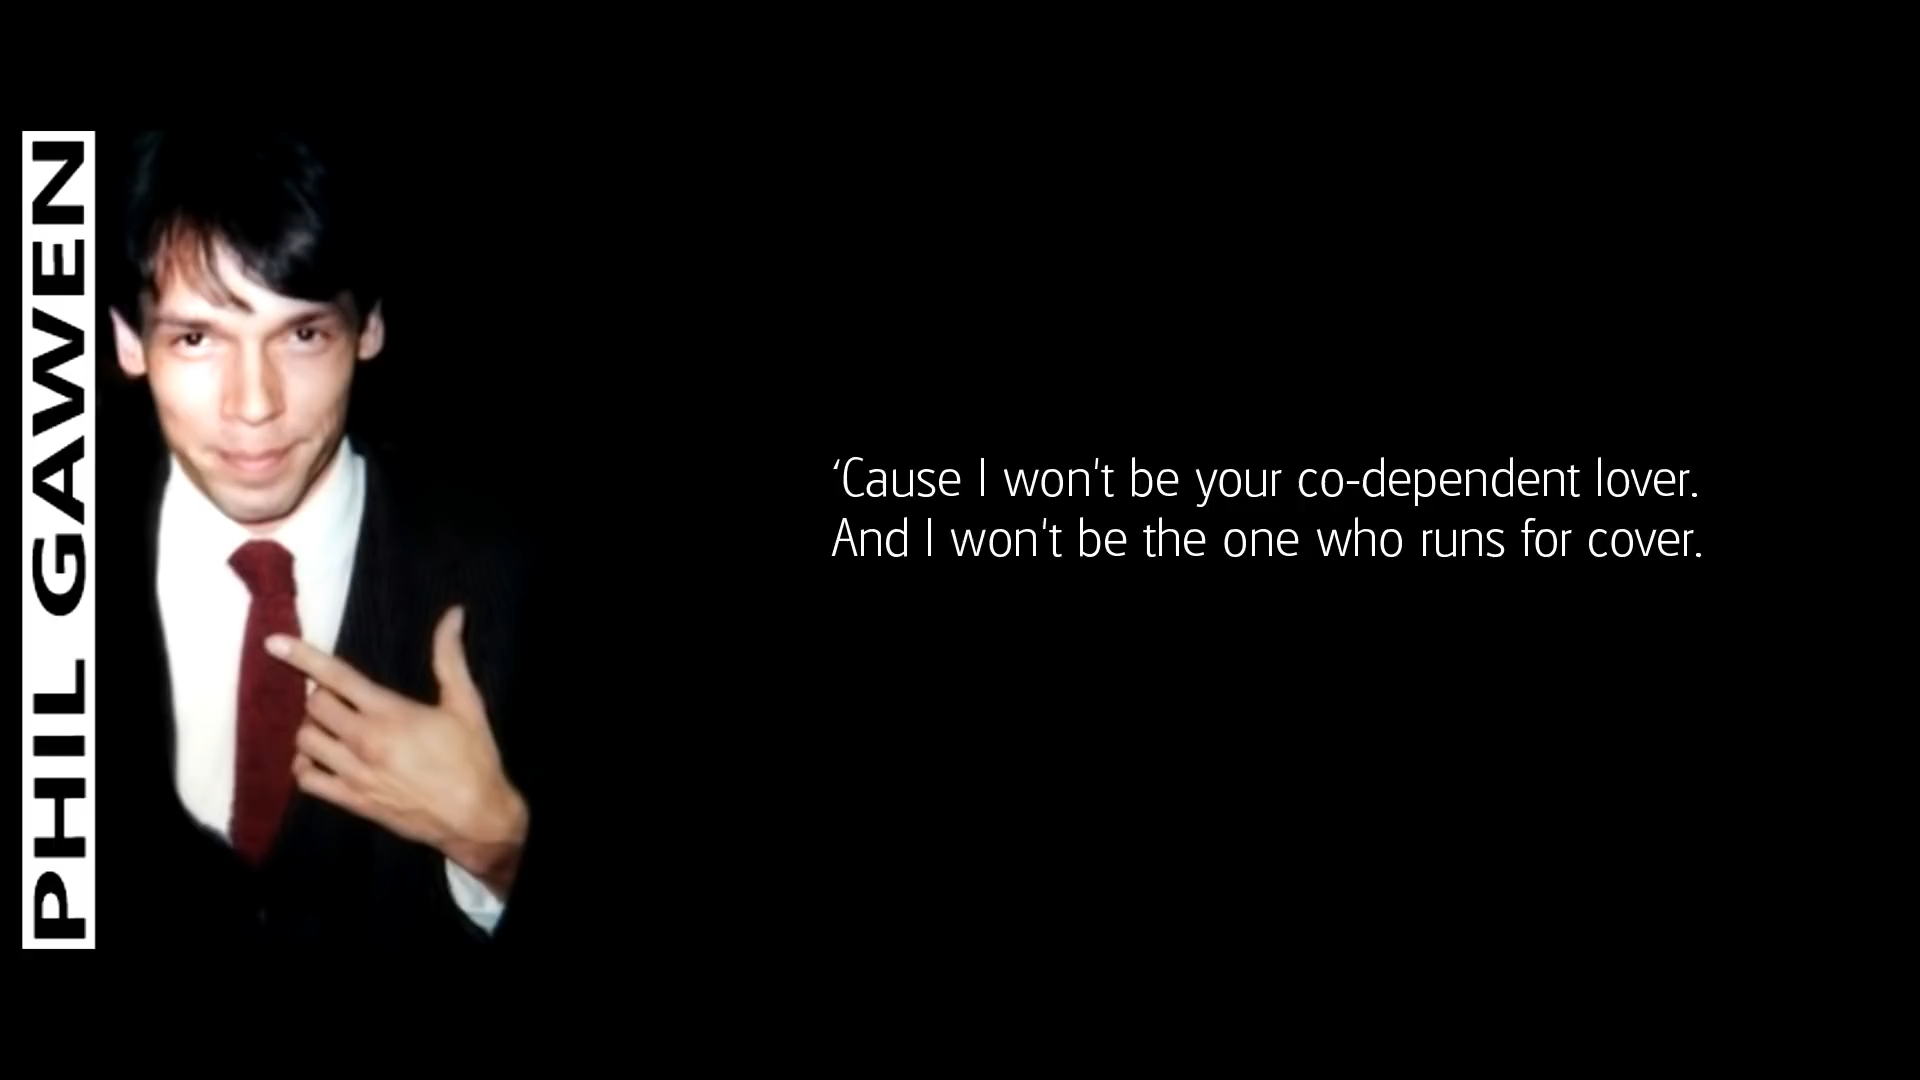 PHIL GAWEN
‘Cause I won't be your co-dependent lover.
And I won't be the one who runs for cover.